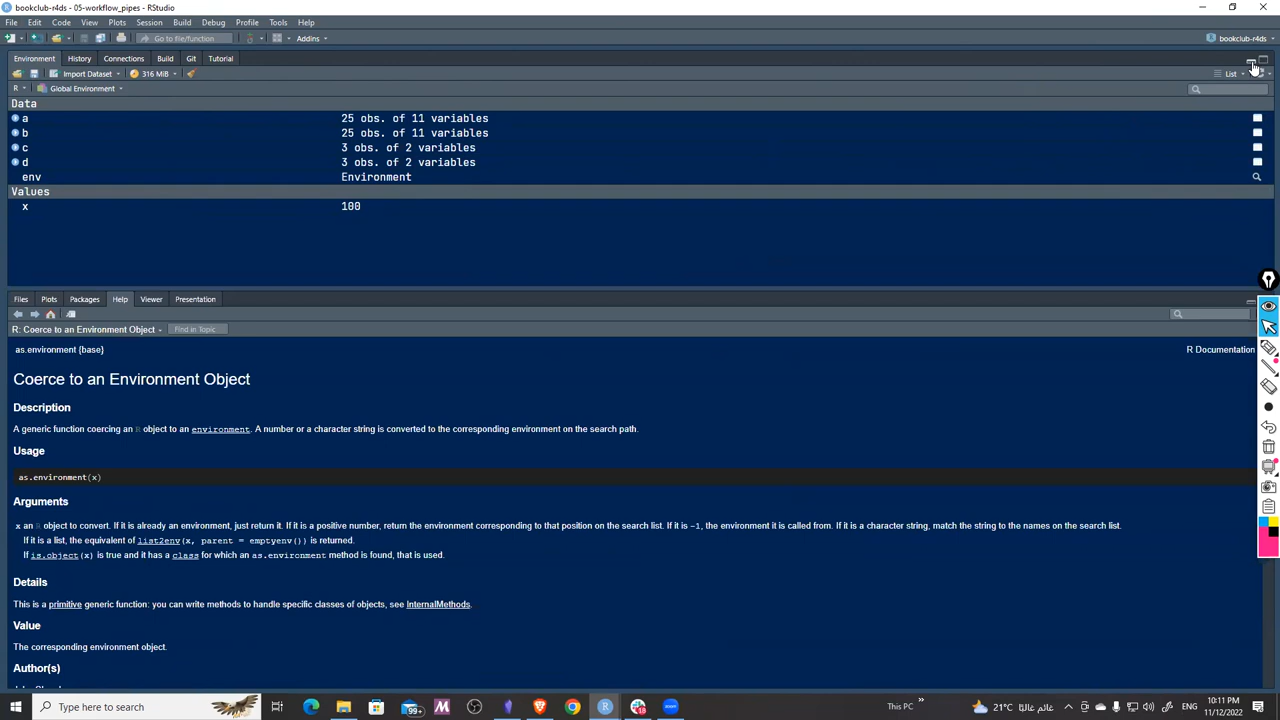 bookclub-r4ds - 05-workflow_pipes - RStudio
File Edit Code View Plots Session Build Debug Profile Tools Help
Go to file/function Addins bookclub-r4ds
Environment History Connections Build Git Tutorial
Import Dataset 316 MiB List
R Global Environment
Data
a 25 obs. of 11 variables
b 25 obs. of 11 variables
c 3 obs. of 2 variables
d 3 obs. of 2 variables
env Environment
Values
x 100
Files Plots Packages Help Viewer Presentation
R: Coerce to an Environment Object Find in Topic
as.environment {base} R Documentation
Coerce to an Environment Object
Description
A generic function coercing an R object to an environment. A number or a character string is converted to the corresponding environment on the search path.
Usage
as.environment(x)
Arguments
x an R object to convert. If it is already an environment, just return it. If it is a positive number, return the environment corresponding to that position on the search list. If it is -1, the environment it is called from. If it is a character string, match the string to the names on the search list.
If it is a list, the equivalent of list2env(x, parent = emptyenv()) is returned.
If is.object(x) is true and it has a class for which an as.environment method is found, that is used.
Details
This is a primitive generic function: you can write methods to handle specific classes of objects, see InternalMethods.
Value
The corresponding environment object.
Author(s)
Type here to search 99+ This PC » 21°C غائم غالبًا 10:11 PM
11/12/2022